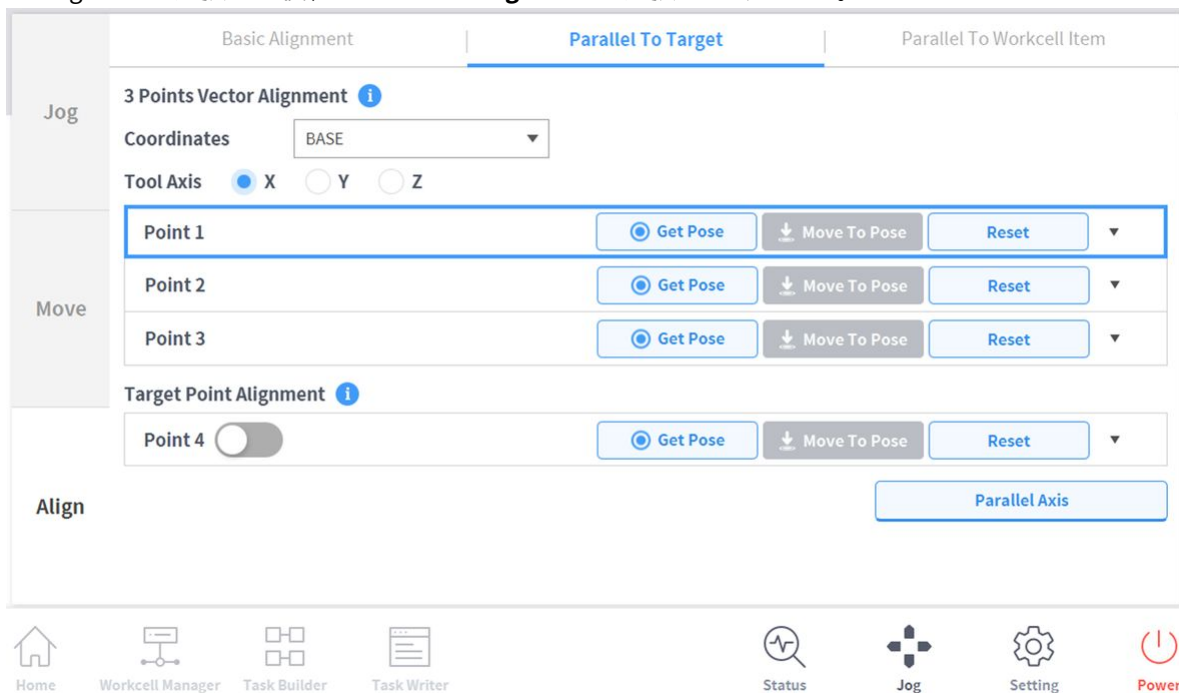 Basic Alignment
Parallel To Target
Parallel To Workcell Item
Jog
3 Points Vector Alignment
Coordinates BASE
Tool Axis X Y Z
Point 1 Get Pose Move To Pose Reset
Point 2 Get Pose Move To Pose Reset
Move
Point 3 Get Pose Move To Pose Reset
Target Point Alignment
Point 4 Get Pose Move To Pose Reset
Align
Parallel Axis
Home Workcell Manager Task Builder Task Writer Status Jog Setting Power